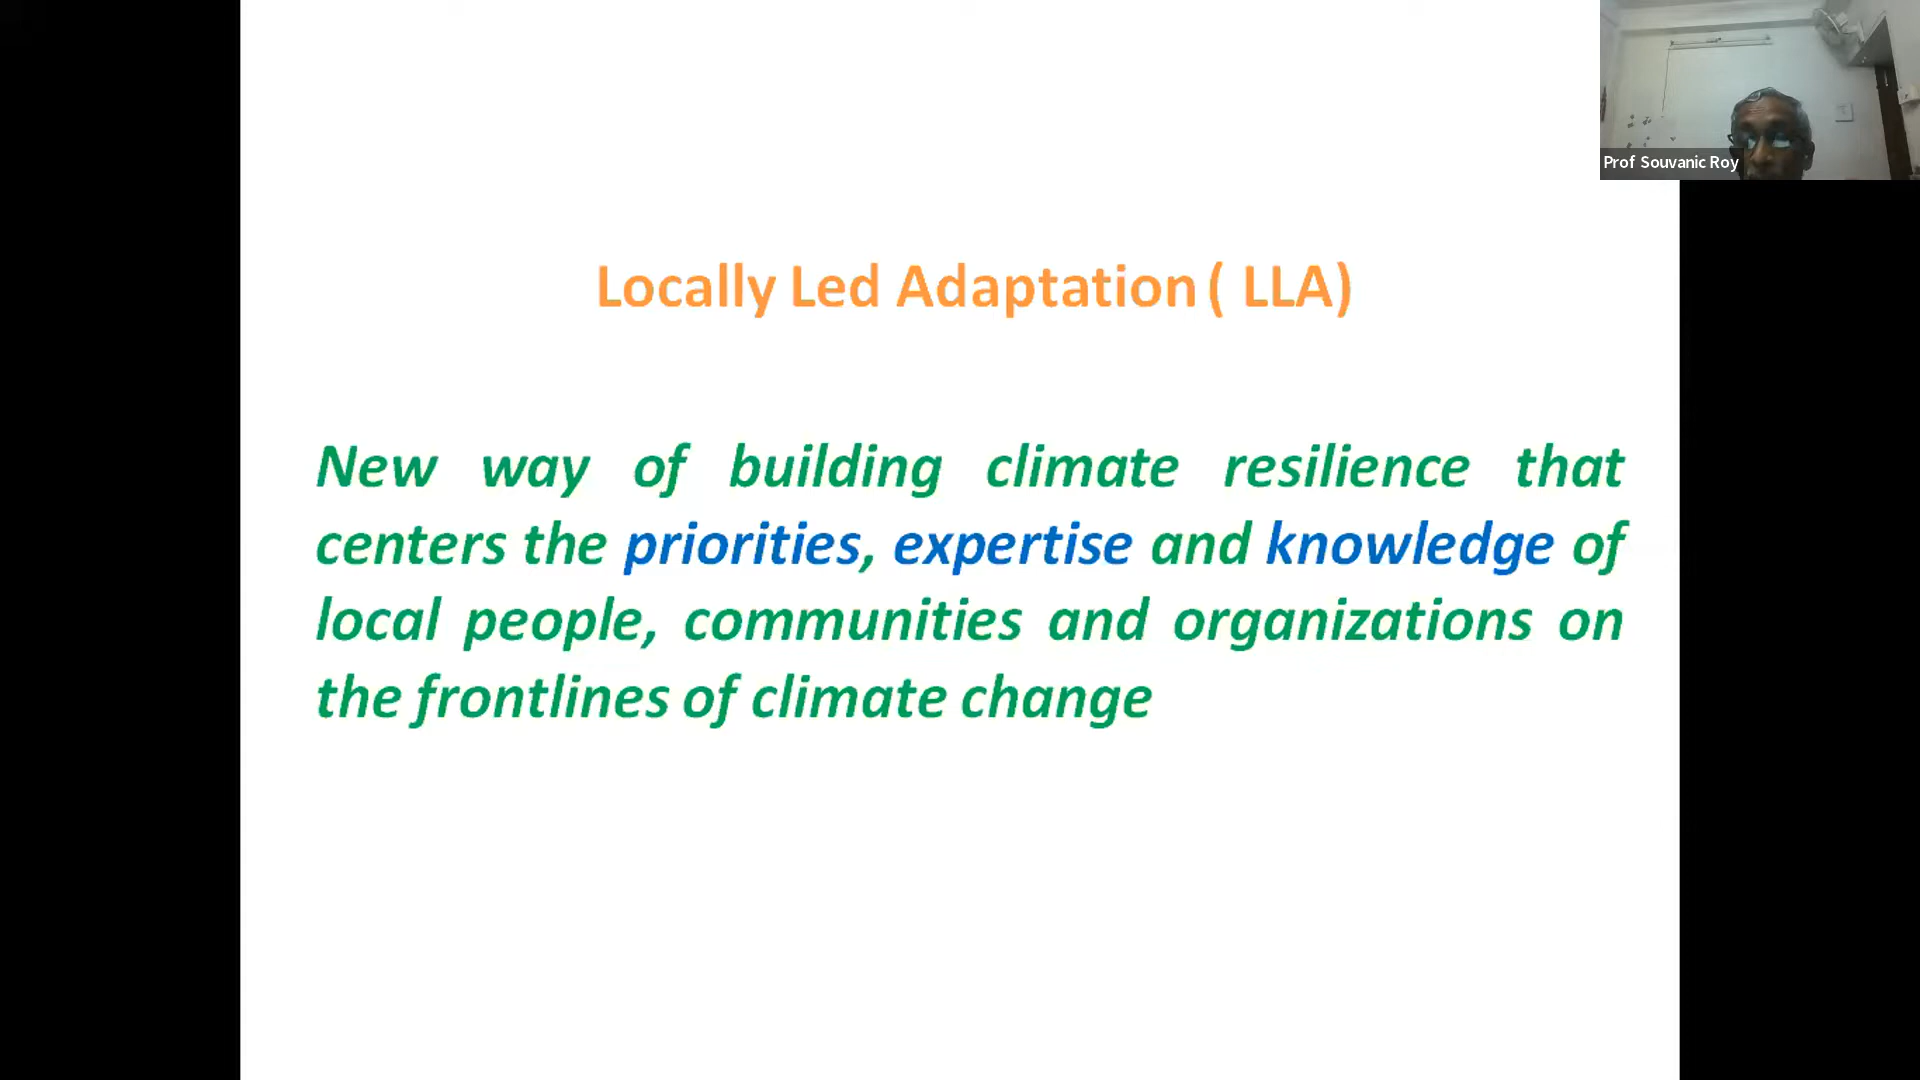 Prof Souvanic Roy
Locally Led Adaptation ( LLA)
New way of building climate resilience that
centers the priorities, expertise and knowledge of
local people, communities and organizations on
the frontlines of climate change